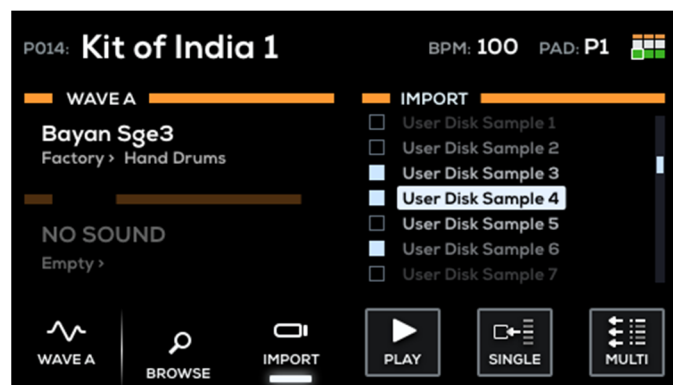 P014: Kit of India 1
BPM: 100 PAD: P1
WAVE A
Bayan Sge3
Factory › Hand Drums
NO SOUND
Empty ›
IMPORT
User Disk Sample 1
User Disk Sample 2
User Disk Sample 3
User Disk Sample 4
User Disk Sample 5
User Disk Sample 6
User Disk Sample 7
WAVE A
BROWSE
IMPORT
PLAY
SINGLE
MULTI